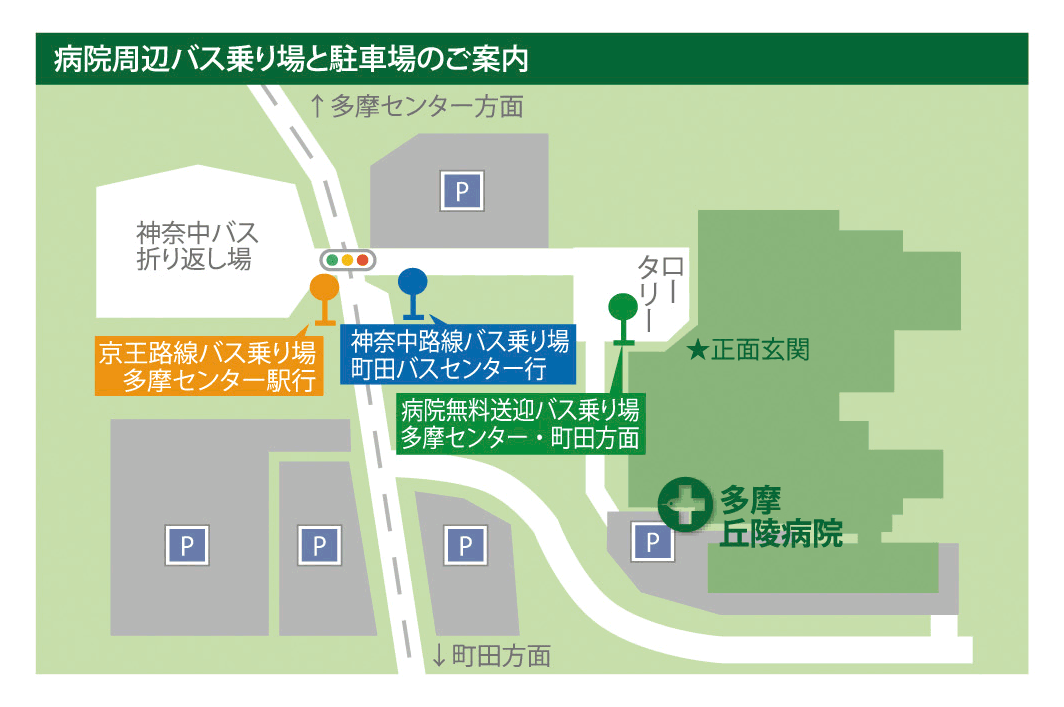 病院周辺バス乗り場と駐車場のご案内
↑多摩センター方面
P
神奈中バス
折り返し場
ロータリー
京王路線バス乗り場
多摩センター駅行
神奈中路線バス乗り場
町田バスセンター行
★正面玄関
病院無料送迎バス乗り場
多摩センター・町田方面
多摩
丘陵病院
P
P
P
P
↓町田方面